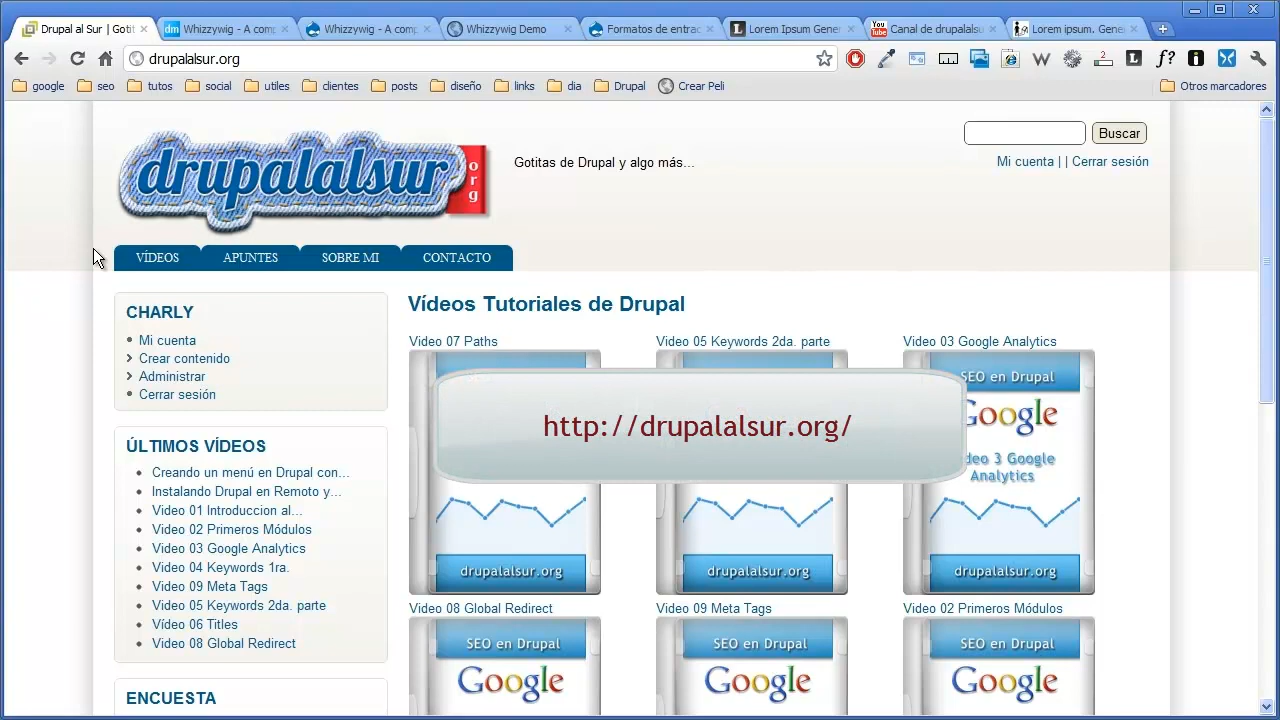 Drupal al Sur | Gotit
Whizzywig - A comp
Whizzywig - A comp
Whizzywig Demo
Formatos de entrac
Lorem Ipsum Gener
You Tube
Canal de drupalalsu
Lorem ipsum. Gene
drupalalsur.org
google
seo
tutos
social
utiles
clientes
posts
diseño
links
dia
Drupal
Crear Peli
Otros marcadores
drupalalsur
org
Gotitas de Drupal y algo más...
Buscar
Mi cuenta | | Cerrar sesión
VÍDEOS
APUNTES
SOBRE MI
CONTACTO
CHARLY
Mi cuenta
Crear contenido
Administrar
Cerrar sesión
ÚLTIMOS VÍDEOS
Creando un menú en Drupal con...
Instalando Drupal en Remoto y...
Video 01 Introduccion al...
Video 02 Primeros Módulos
Video 03 Google Analytics
Video 04 Keywords 1ra.
Video 09 Meta Tags
Video 05 Keywords 2da. parte
Vídeo 06 Titles
Video 08 Global Redirect
ENCUESTA
Vídeos Tutoriales de Drupal
Video 07 Paths
Video 05 Keywords 2da. parte
Video 03 Google Analytics
SEO en Drupal
Google
deo 3 Google
Analytics
http://drupalalsur.org/
drupalalsur.org
drupalalsur.org
drupalalsur.org
Video 08 Global Redirect
Video 09 Meta Tags
Video 02 Primeros Módulos
SEO en Drupal
Google
SEO en Drupal
Google
SEO en Drupal
Google